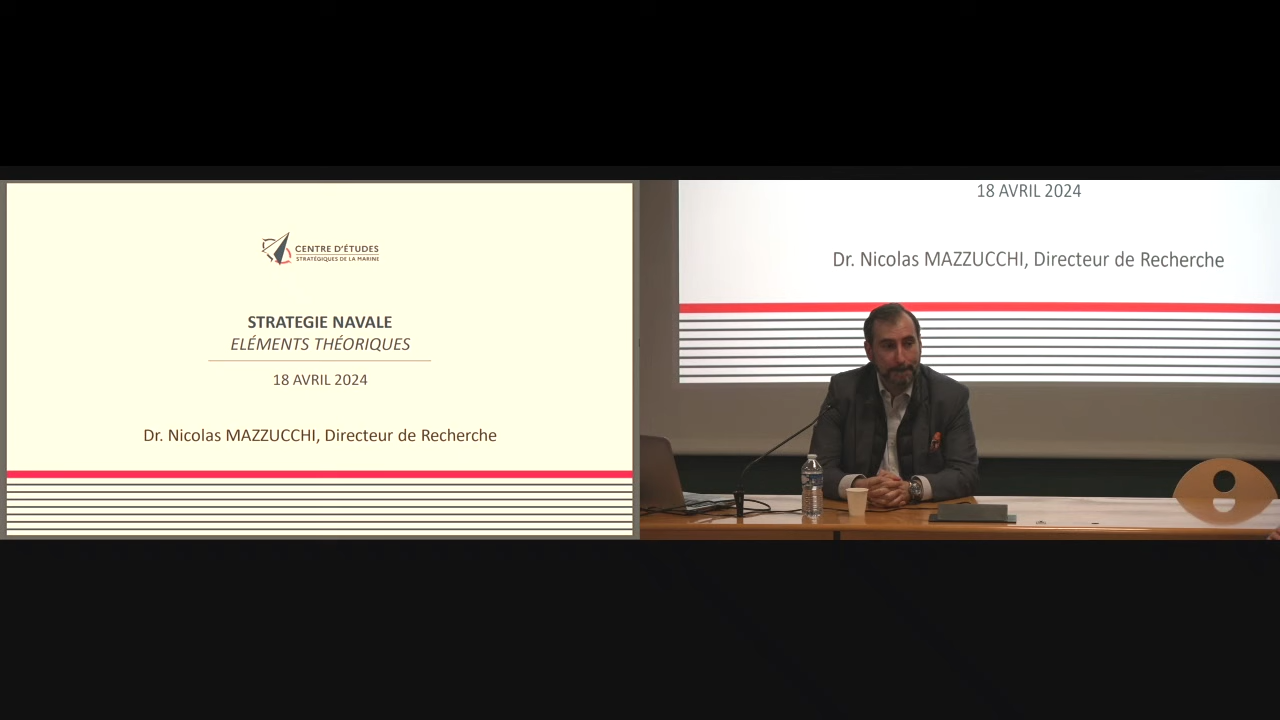 CENTRE D'ÉTUDES
STRATÉGIQUES DE LA MARINE
STRATEGIE NAVALE
ELÉMENTS THÉORIQUES
18 AVRIL 2024
Dr. Nicolas MAZZUCCHI, Directeur de Recherche
18 AVRIL 2024
Dr. Nicolas MAZZUCCHI, Directeur de Recherche